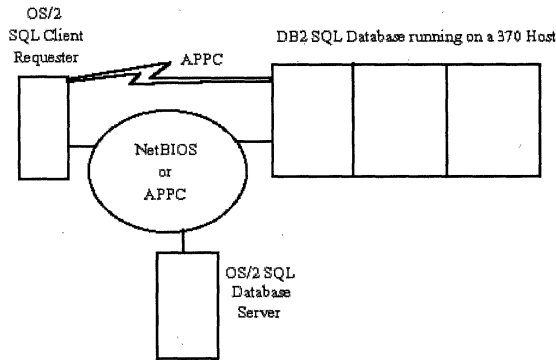 OS/2
SQL Client
Requester
APPC
DB2 SQL Database running on a 370 Host
NetBIOS
or
APPC
OS/2 SQL
Database
Server